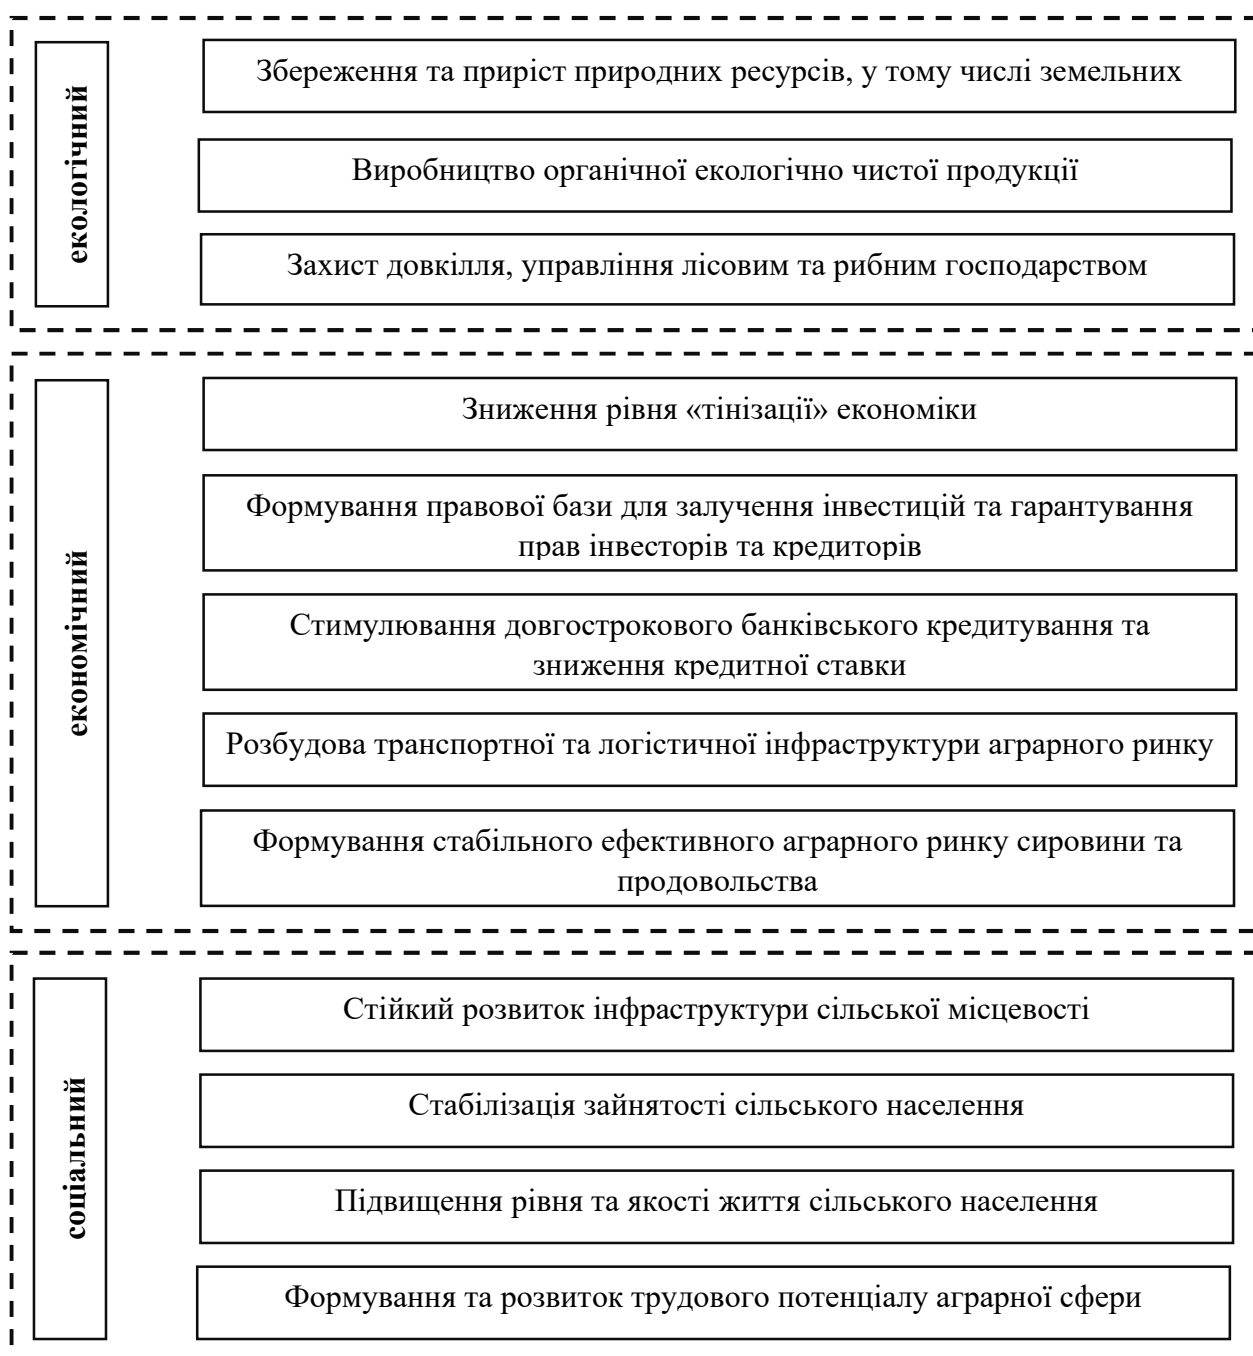 екологічний
Збереження та приріст природних ресурсів, у тому числі земельних
Виробництво органічної екологічно чистої продукції
Захист довкілля, управління лісовим та рибним господарством
економічний
Зниження рівня «тінізації» економіки
Формування правової бази для залучення інвестицій та гарантування
прав інвесторів та кредиторів
Стимулювання довгострокового банківського кредитування та
зниження кредитної ставки
Розбудова транспортної та логістичної інфраструктури аграрного ринку
Формування стабільного ефективного аграрного ринку сировини та
продовольства
соціальний
Стійкий розвиток інфраструктури сільської місцевості
Стабілізація зайнятості сільського населення
Підвищення рівня та якості життя сільського населення
Формування та розвиток трудового потенціалу аграрної сфери